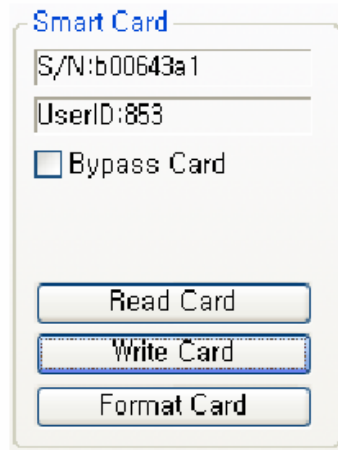 Smart Card
S/N:b00643a1
UserID:853
Bypass Card
Read Card
Write Card
Format Card